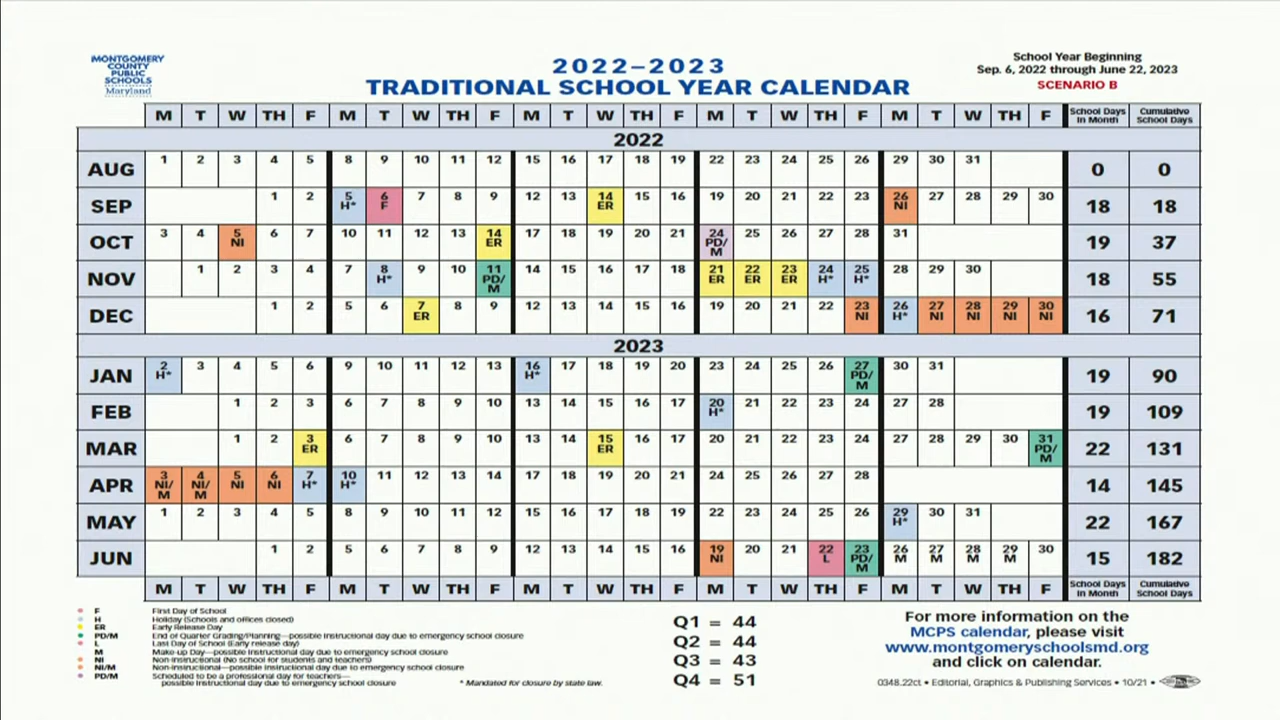 MONTGOMERY
COUNTY
PUBLIC
SCHOOLS
Maryland
2022–2023
TRADITIONAL SCHOOL YEAR CALENDAR
School Year Beginning
Sep. 6, 2022 through June 22, 2023
SCENARIO B
M T W TH F M T W TH F M T W TH F M T W TH F M T W TH F School Days In Month Cumulative School Days
2022
AUG 1 2 3 4 5 8 9 10 11 12 15 16 17 18 19 22 23 24 25 26 29 30 31 0 0
SEP 1 2 5 H* 6 F 7 8 9 12 13 14 ER 15 16 19 20 21 22 23 26 NI 27 28 29 30 18 18
OCT 3 4 5 NI 6 7 10 11 12 13 14 ER 17 18 19 20 21 24 PD/M 25 26 27 28 31 19 37
NOV 1 2 3 4 7 8 H* 9 10 11 PD/M 14 15 16 17 18 21 ER 22 ER 23 ER 24 H* 25 H* 28 29 30 18 55
DEC 1 2 5 6 7 ER 8 9 12 13 14 15 16 19 20 21 22 23 NI 26 H* 27 NI 28 NI 29 NI 30 NI 16 71
2023
JAN 2 H* 3 4 5 6 9 10 11 12 13 16 H* 17 18 19 20 23 24 25 26 27 PD/M 30 31 19 90
FEB 1 2 3 6 7 8 9 10 13 14 15 16 17 20 H* 21 22 23 24 27 28 19 109
MAR 1 2 3 ER 6 7 8 9 10 13 14 15 ER 16 17 20 21 22 23 24 27 28 29 30 31 PD/M 22 131
APR 3 NI/M 4 NI/M 5 NI 6 NI 7 H* 10 H* 11 12 13 14 17 18 19 20 21 24 25 26 27 28 14 145
MAY 1 2 3 4 5 8 9 10 11 12 15 16 17 18 19 22 23 24 25 26 29 H* 30 31 22 167
JUN 1 2 5 6 7 8 9 12 13 14 15 16 19 NI 20 21 22 L 23 PD/M 26 M 27 M 28 M 29 M 30 15 182
M T W TH F M T W TH F M T W TH F M T W TH F M T W TH F School Days In Month Cumulative School Days
F First Day of School
H Holiday (Schools and offices closed)
ER Early Release Day
PD/M End of Quarter Grading/Planning—possible instructional day due to emergency school closure
L Last Day of School (Early release day)
M Make-up Day—possible instructional day due to emergency school closure
NI Non-instructional (No school for students and teachers)
NI/M Non-instructional—possible instructional day due to emergency school closure
PD/M Scheduled to be a professional day for teachers—
possible instructional day due to emergency school closure
* Mandated for closure by state law.
Q1 = 44
Q2 = 44
Q3 = 43
Q4 = 51
For more information on the
MCPS calendar, please visit
www.montgomeryschoolsmd.org
and click on calendar.
0348.22ct • Editorial, Graphics & Publishing Services • 10/21 •